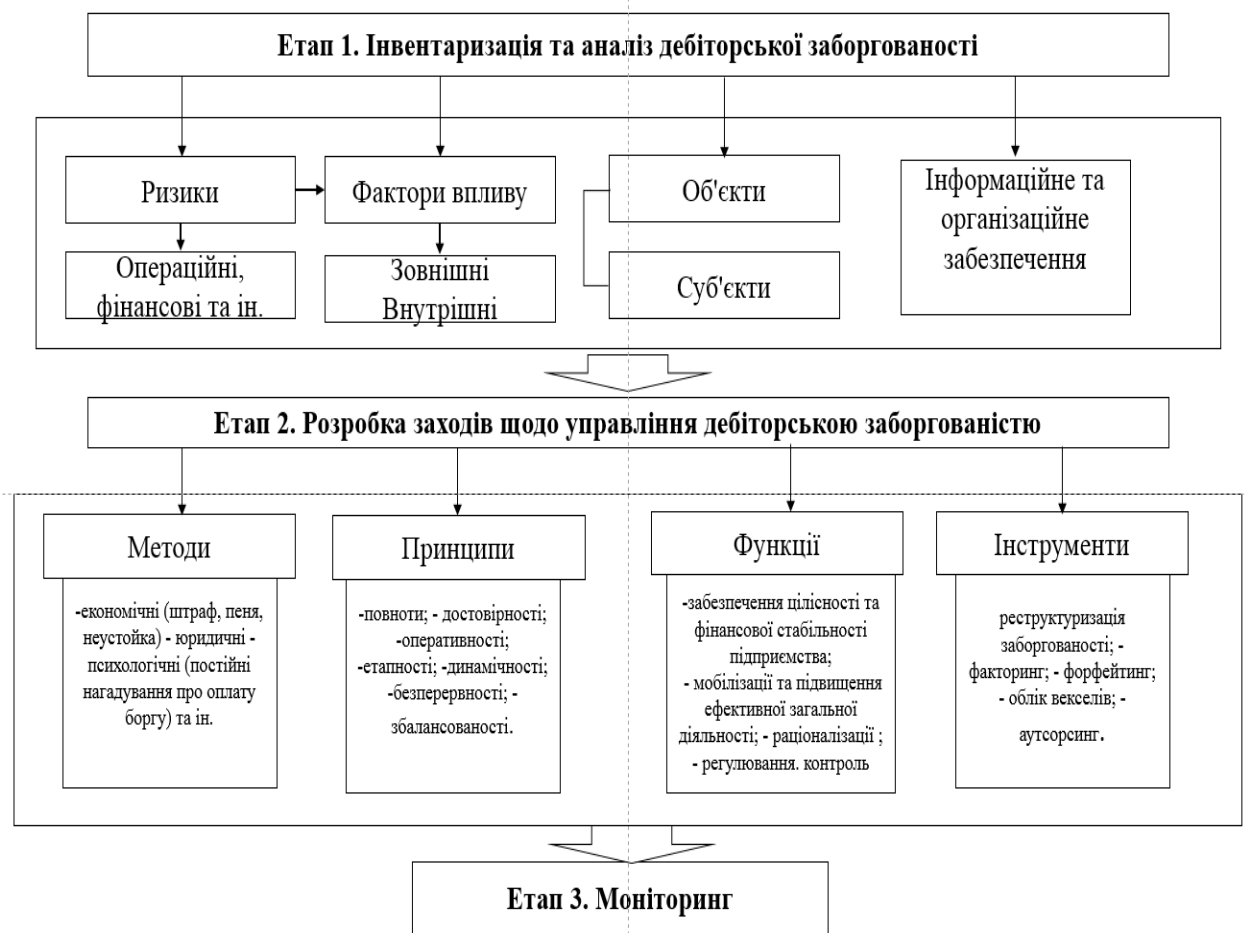 Етап 1. Інвентаризація та аналіз дебіторської заборгованості
Ризики
Фактори впливу
Об'єкти
Інформаційне та
організаційне
забезпечення
Операційні,
фінансові та ін.
Зовнішні
Внутрішні
Суб'єкти
Етап 2. Розробка заходів щодо управління дебіторською заборгованістю
Методи
-економічні (штраф, пеня,
неустойка) - юридичні -
психологічні (постійні
нагадування про оплату
боргу) та ін.
Принципи
-повноти; - достовірності;
-оперативності;
-етапності; -динамічності;
-безперервності; -
збалансованості.
Функції
-забезпечення цілісності та
фінансової стабільності
підприємства;
- мобілізації та підвищення
ефективної загальної
діяльності; - раціоналізації ;
- регулювання. контроль
Інструменти
реструктуризація
заборгованості; -
факторинг; - форфейтинг;
- облік векселів; -
аутсорсинг.
Етап 3. Моніторинг